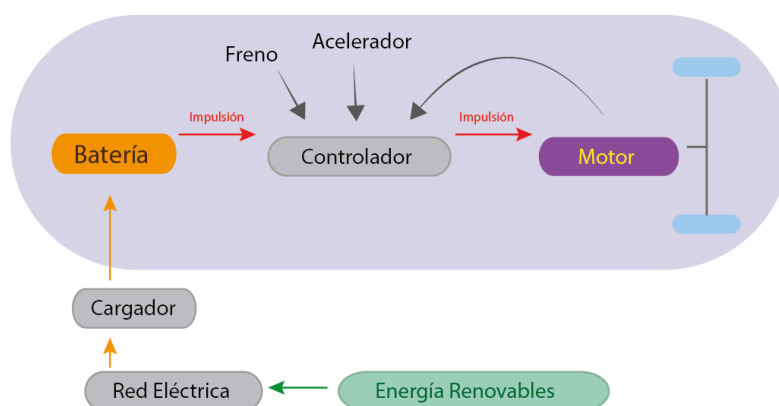 Acelerador
Freno
Impulsión
Impulsión
Batería
Controlador
Motor
Cargador
Red Eléctrica
Energía Renovables